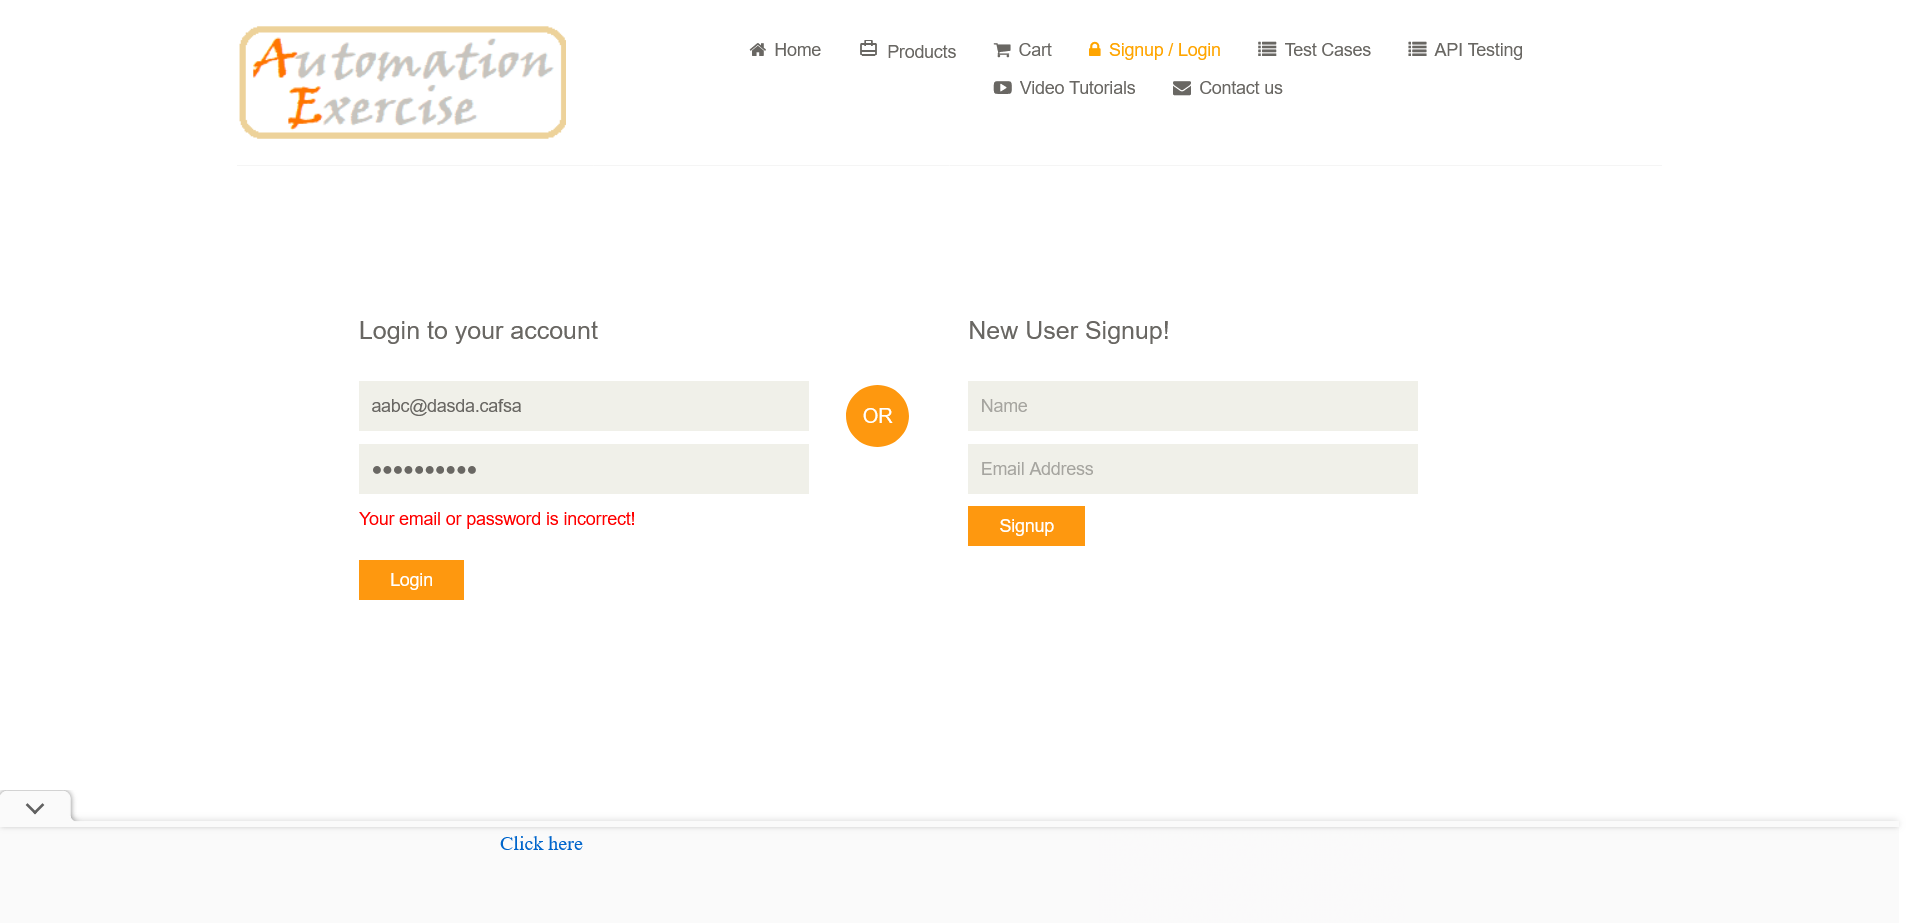 Automation
Exercise
Home
Products
Cart
Signup / Login
Test Cases
API Testing
Video Tutorials
Contact us
Login to your account
aabc@dasda.cafsa
●●●●●●●●●●
Your email or password is incorrect!
Login
OR
New User Signup!
Name
Email Address
Signup
Click here